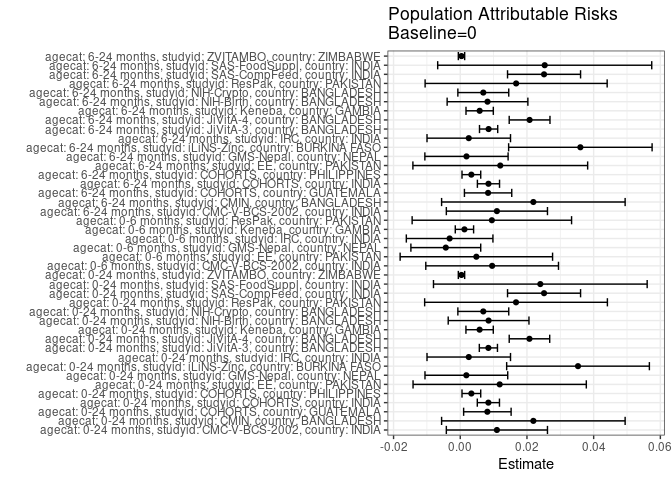 Population Attributable Risks
Baseline=0
agecat: 6-24 months, studyid: ZVITAMBO, country: ZIMBABWE
agecat: 6-24 months, studyid: SAS-FoodSuppl, country: INDIA
agecat: 6-24 months, studyid: SAS-CompFeed, country: INDIA
agecat: 6-24 months, studyid: ResPak, country: PAKISTAN
agecat: 6-24 months, studyid: NIH-Crypto, country: BANGLADESH
agecat: 6-24 months, studyid: NIH-Birth, country: BANGLADESH
agecat: 6-24 months, studyid: Keneba, country: GAMBIA
agecat: 6-24 months, studyid: JiVitA-4, country: BANGLADESH
agecat: 6-24 months, studyid: JiVitA-3, country: BANGLADESH
agecat: 6-24 months, studyid: IRC, country: INDIA
agecat: 6-24 months, studyid: iLiNS-Zinc, country: BURKINA FASO
agecat: 6-24 months, studyid: GMS-Nepal, country: NEPAL
agecat: 6-24 months, studyid: EE, country: PAKISTAN
agecat: 6-24 months, studyid: COHORTS, country: PHILIPPINES
agecat: 6-24 months, studyid: COHORTS, country: INDIA
agecat: 6-24 months, studyid: COHORTS, country: GUATEMALA
agecat: 6-24 months, studyid: CMIN, country: BANGLADESH
agecat: 6-24 months, studyid: CMC-V-BCS-2002, country: INDIA
agecat: 0-6 months, studyid: ResPak, country: PAKISTAN
agecat: 0-6 months, studyid: Keneba, country: GAMBIA
agecat: 0-6 months, studyid: IRC, country: INDIA
agecat: 0-6 months, studyid: GMS-Nepal, country: NEPAL
agecat: 0-6 months, studyid: EE, country: PAKISTAN
agecat: 0-6 months, studyid: CMC-V-BCS-2002, country: INDIA
agecat: 0-24 months, studyid: ZVITAMBO, country: ZIMBABWE
agecat: 0-24 months, studyid: SAS-FoodSuppl, country: INDIA
agecat: 0-24 months, studyid: SAS-CompFeed, country: INDIA
agecat: 0-24 months, studyid: ResPak, country: PAKISTAN
agecat: 0-24 months, studyid: NIH-Crypto, country: BANGLADESH
agecat: 0-24 months, studyid: NIH-Birth, country: BANGLADESH
agecat: 0-24 months, studyid: Keneba, country: GAMBIA
agecat: 0-24 months, studyid: JiVitA-4, country: BANGLADESH
agecat: 0-24 months, studyid: JiVitA-3, country: BANGLADESH
agecat: 0-24 months, studyid: IRC, country: INDIA
agecat: 0-24 months, studyid: iLiNS-Zinc, country: BURKINA FASO
agecat: 0-24 months, studyid: GMS-Nepal, country: NEPAL
agecat: 0-24 months, studyid: EE, country: PAKISTAN
agecat: 0-24 months, studyid: COHORTS, country: PHILIPPINES
agecat: 0-24 months, studyid: COHORTS, country: INDIA
agecat: 0-24 months, studyid: COHORTS, country: GUATEMALA
agecat: 0-24 months, studyid: CMIN, country: BANGLADESH
agecat: 0-24 months, studyid: CMC-V-BCS-2002, country: INDIA
-0.02 0.00 0.02 0.04 0.06
Estimate